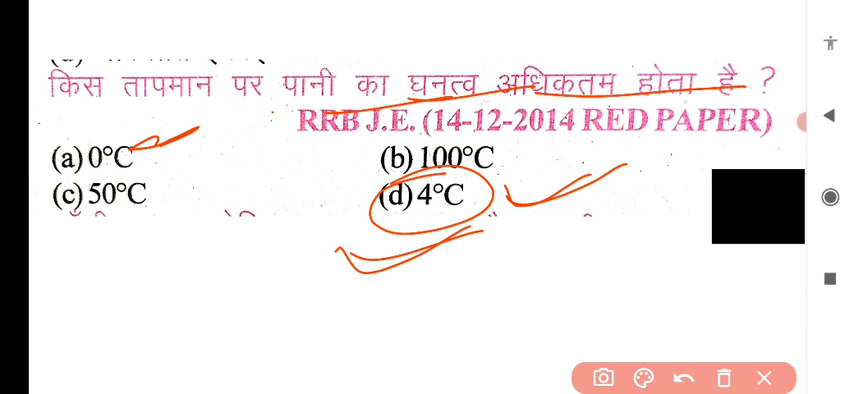 किस तापमान पर पानी का घनत्व अधिकतम होता है ?
RRB J.E. (14-12-2014 RED PAPER)
(a) 0°C (b) 100°C
(c) 50°C (d) 4°C